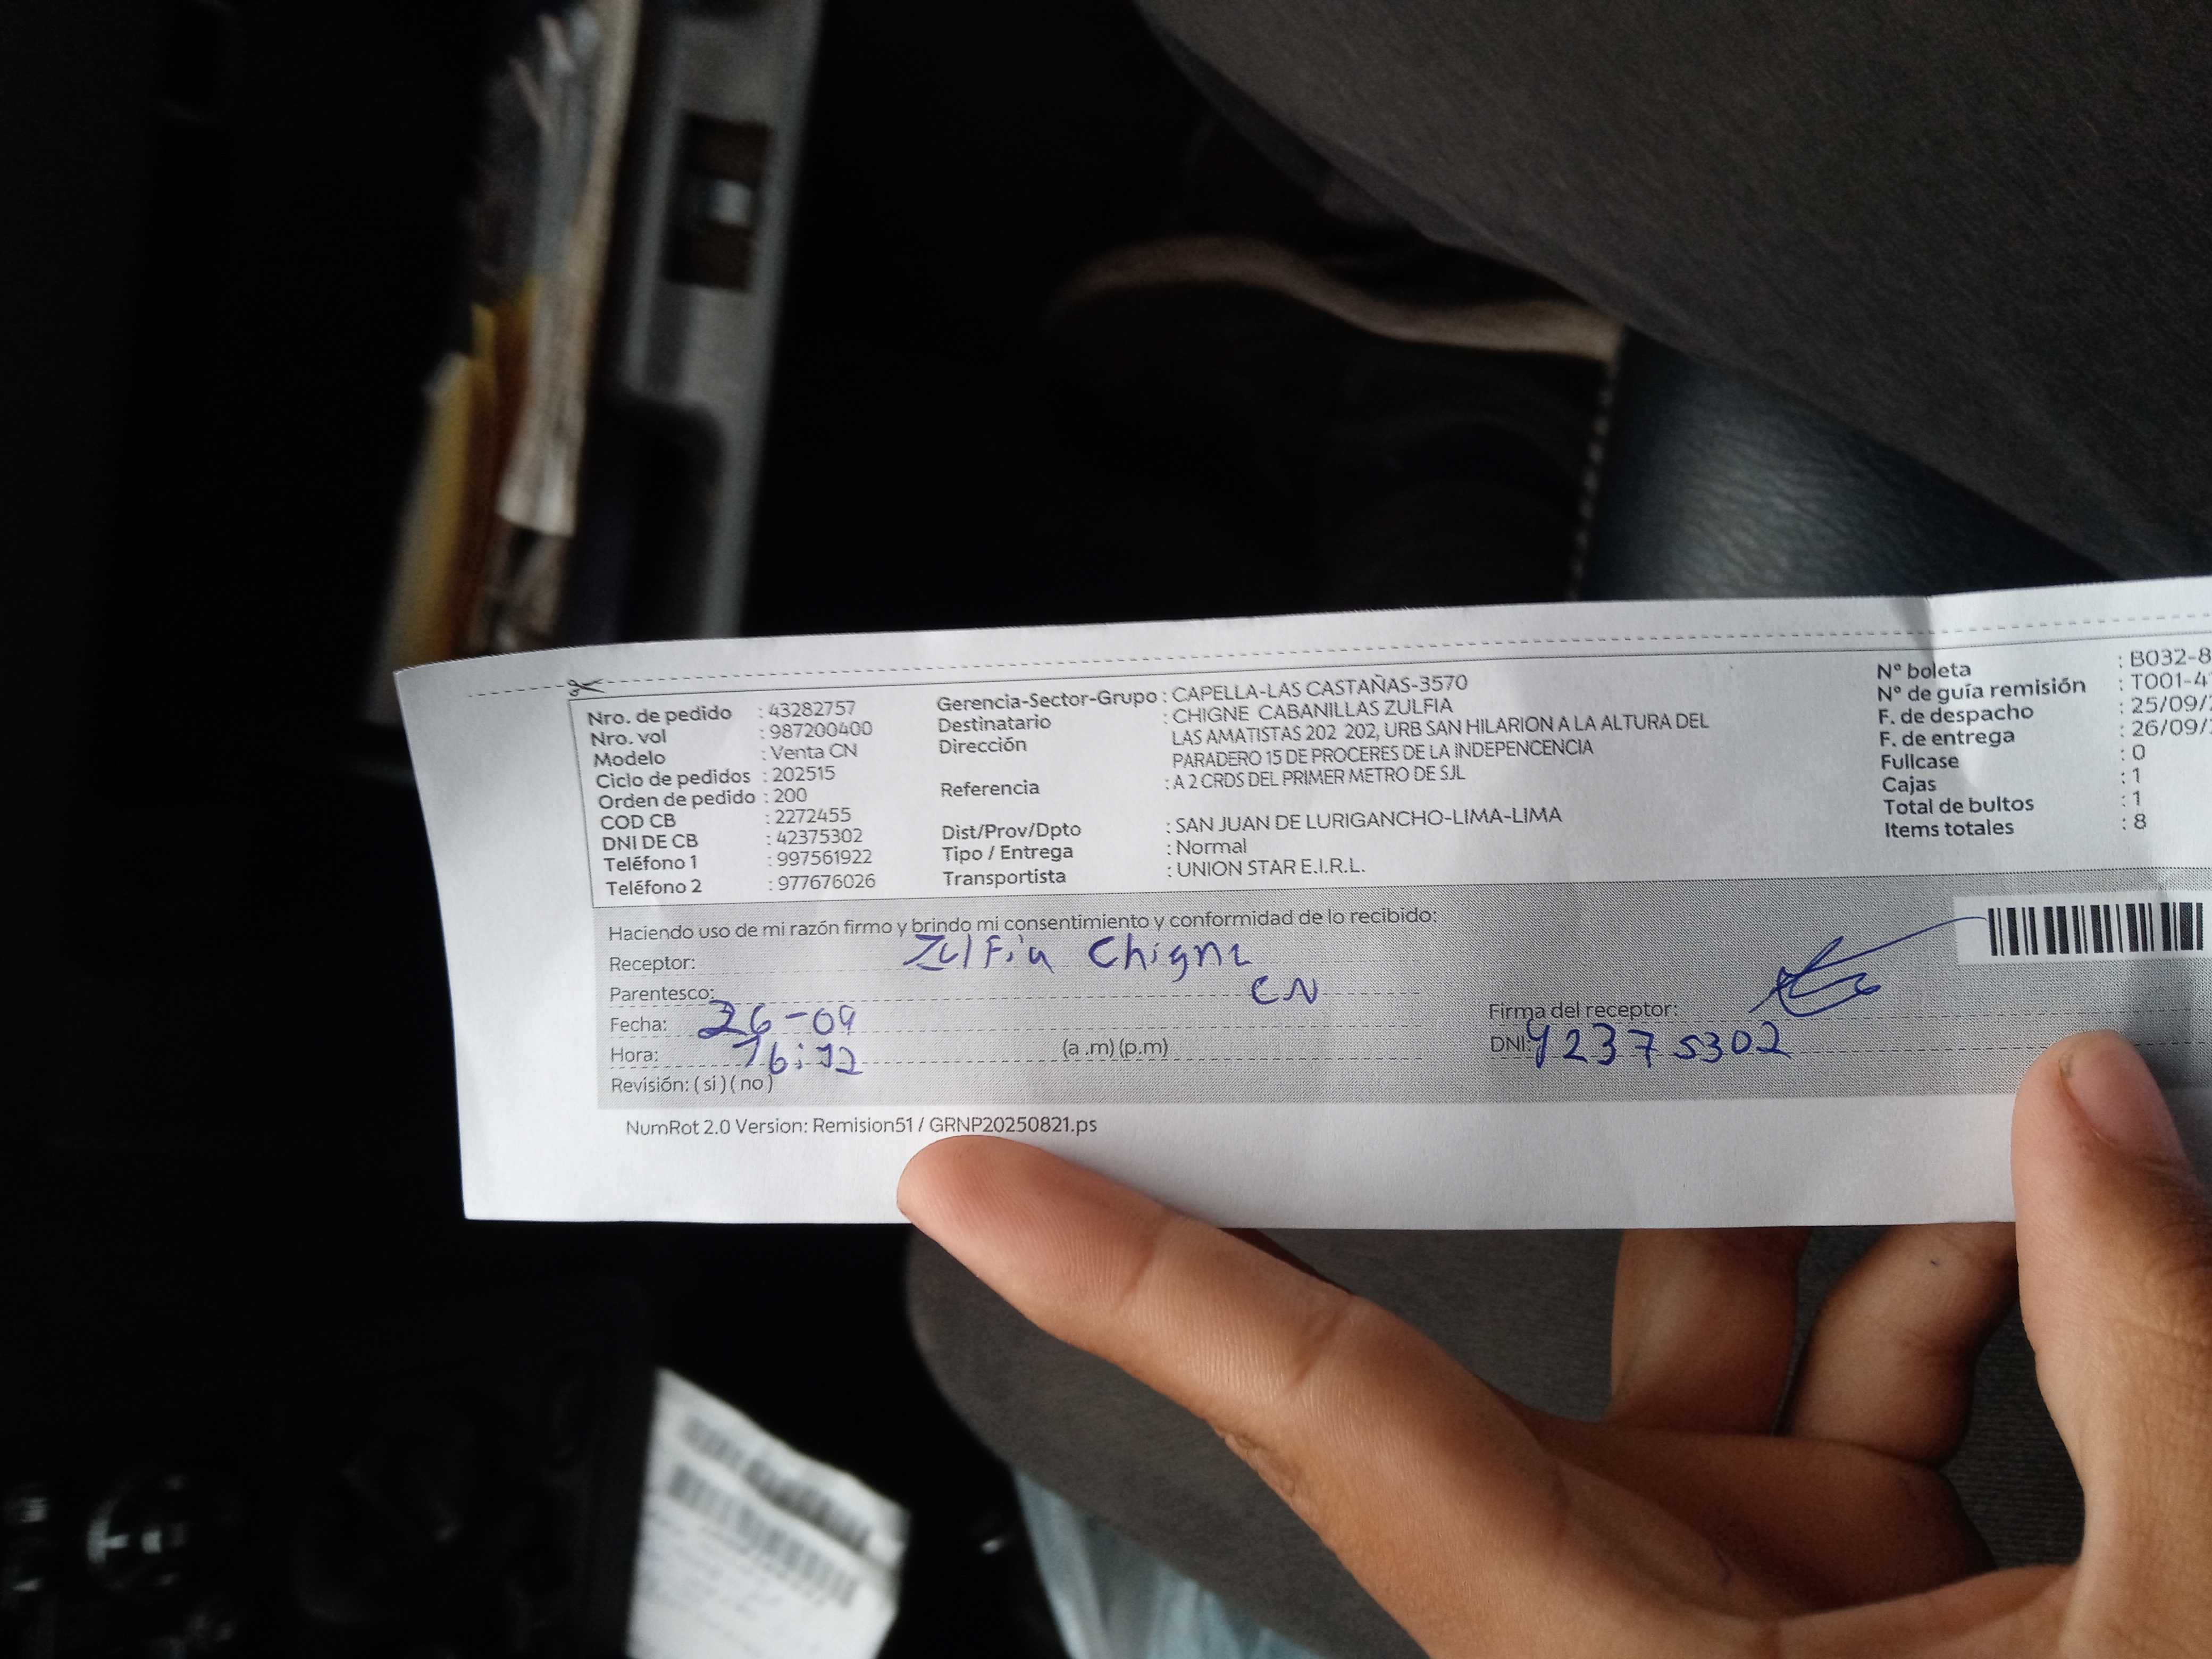 Nro. de pedido : 43282757
Nro. vol : 987200400
Modelo : Venta CN
Ciclo de pedidos : 202515
Orden de pedido : 200
COD CB : 2272455
DNI DE CB : 42375302
Teléfono 1 : 997561922
Teléfono 2 : 977676026
Gerencia-Sector-Grupo : CAPELLA-LAS CASTAÑAS-3570
Destinatario : CHIGNE CABANILLAS ZULFIA
Dirección LAS AMATISTAS 202 202, URB SAN HILARION A LA ALTURA DEL
PARADERO 15 DE PROCERES DE LA INDEPENCENCIA
Referencia : A 2 CRDS DEL PRIMER METRO DE SJL
Dist/Prov/Dpto : SAN JUAN DE LURIGANCHO-LIMA-LIMA
Tipo / Entrega : Normal
Transportista : UNION STAR E.I.R.L.
Nº boleta : B032-8
Nº de guía remisión : T001-4
F. de despacho : 25/09/
F. de entrega : 26/09/
Fullcase : 0
Cajas : 1
Total de bultos : 1
Items totales : 8
Haciendo uso de mi razón firmo y brindo mi consentimiento y conformidad de lo recibido:
Receptor: Zulfia Chigne
Parentesco: CN
Fecha: 26-09
Hora: 16:12 (a .m) (p.m)
Revisión: ( si ) ( no )
Firma del receptor:
DNI: 42375302
NumRot 2.0 Version: Remision51 / GRNP20250821.ps